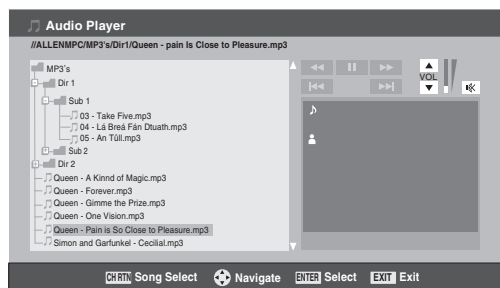 Audio Player
//ALLENMPC/MP3's/Dir1/Queen - pain Is Close to Pleasure.mp3
MP3's
Dir 1
Sub 1
03 - Take Five.mp3
04 - Lá Breá Fán Dtuath.mp3
05 - An Tûll.mp3
Sub 2
Dir 2
Queen - A Kinnd of Magic.mp3
Queen - Forever.mp3
Queen - Gimme the Prize.mp3
Queen - One Vision.mp3
Queen - Pain is So Close to Pleasure.mp3
Simon and Garfunkel - Cecilial.mp3
VOL
CH RTN Song Select Navigate ENTER Select EXIT Exit